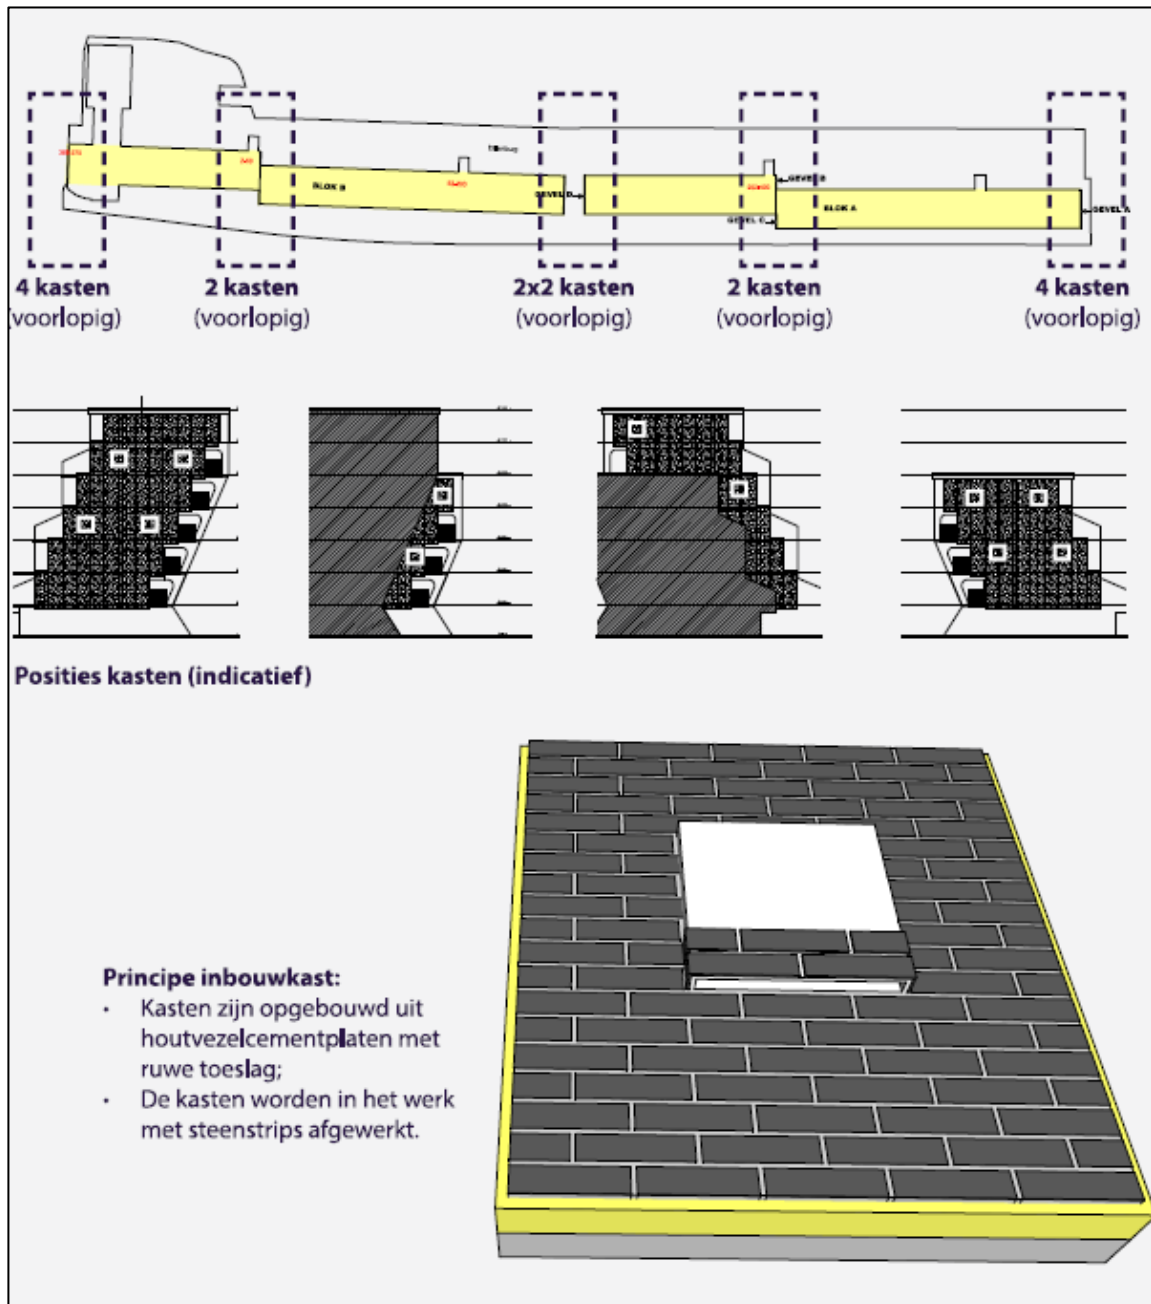 BLOK B
GEVEL D
GEVEL B
GEVEL C
BLOK A
GEVEL A
4 kasten
(voorlopig)
2 kasten
(voorlopig)
2x2 kasten
(voorlopig)
2 kasten
(voorlopig)
4 kasten
(voorlopig)
Posities kasten (indicatief)
Principe inbouwkast:
• Kasten zijn opgebouwd uit
houtvezelcementplaten met
ruwe toeslag;
• De kasten worden in het werk
met steenstrips afgewerkt.